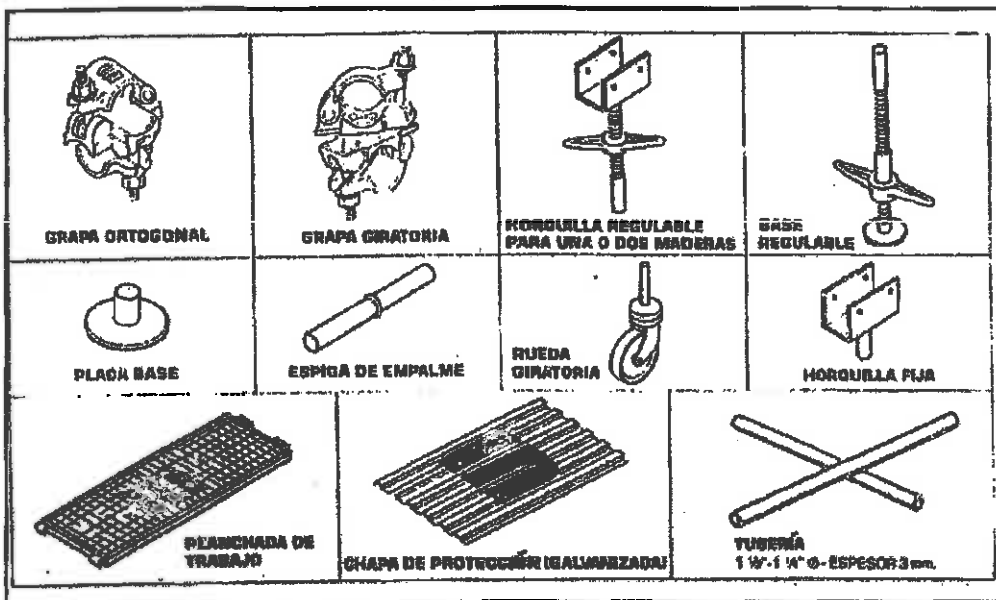 GRAPA ORTOGONAL
GRAPA GIRATORIA
HORQUILLA REGULABLE
PARA UNA O DOS MADERAS
BASE
REGULABLE
PLACA BASE
ESPIGA DE EMPALME
RUEDA
GIRATORIA
HORQUILLA FIJA
PLANCHADA DE
TRABAJO
CHAPA DE PROTECCIÓN (GALVANIZADA)
TUBERÍA
Ø - ESPESOR 3 mm.